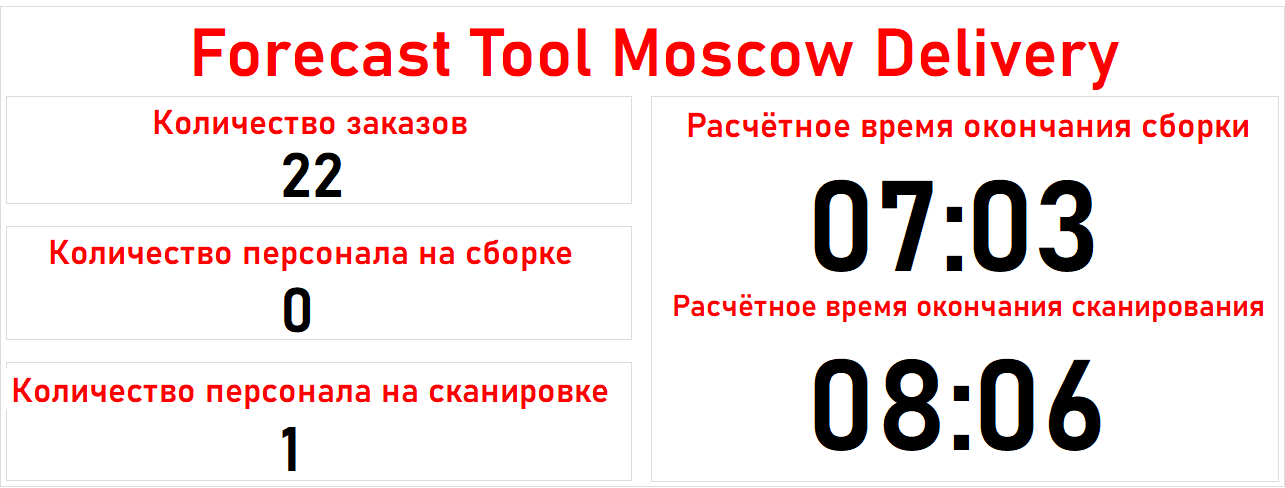 Forecast Tool Moscow Delivery
Количество заказов
22
Количество персонала на сборке
0
Количество персонала на сканировке
1
Расчётное время окончания сборки
07:03
Расчётное время окончания сканирования
08:06